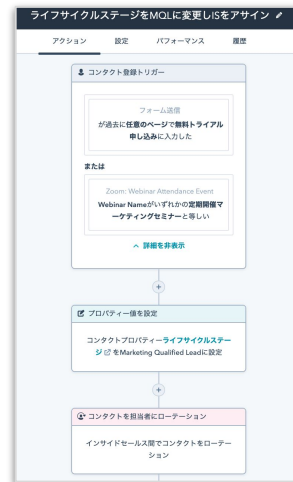 ライフサイクルステージをMQLに変更しISをアサイン
アクション 設定 パフォーマンス 履歴
コンタクト登録トリガー
フォーム送信
が過去に任意のページで無料トライアル
申し込みに入力した
または
Zoom: Webinar Attendance Event
Webinar Nameがいずれかの定期開催マ
ーケティングセミナーと等しい
詳細を非表示
プロパティー値を設定
コンタクトプロパティーライフサイクルステー
ジ をMarketing Qualified Leadに設定
コンタクトを担当者にローテーション
インサイドセールス間でコンタクトをローテー
ション